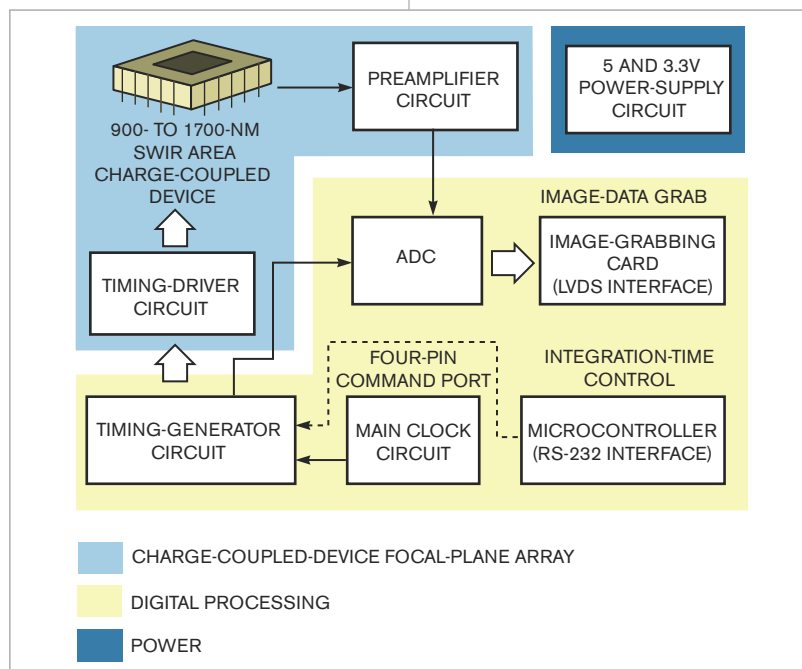 PREAMPLIFIER
CIRCUIT
5 AND 3.3V
POWER-SUPPLY
CIRCUIT
900- TO 1700-NM
SWIR AREA
CHARGE-COUPLED
DEVICE
IMAGE-DATA GRAB
ADC
IMAGE-GRABBING
CARD
(LVDS INTERFACE)
TIMING-DRIVER
CIRCUIT
FOUR-PIN
COMMAND PORT
INTEGRATION-TIME
CONTROL
TIMING-GENERATOR
CIRCUIT
MAIN CLOCK
CIRCUIT
MICROCONTROLLER
(RS-232 INTERFACE)
CHARGE-COUPLED-DEVICE FOCAL-PLANE ARRAY
DIGITAL PROCESSING
POWER